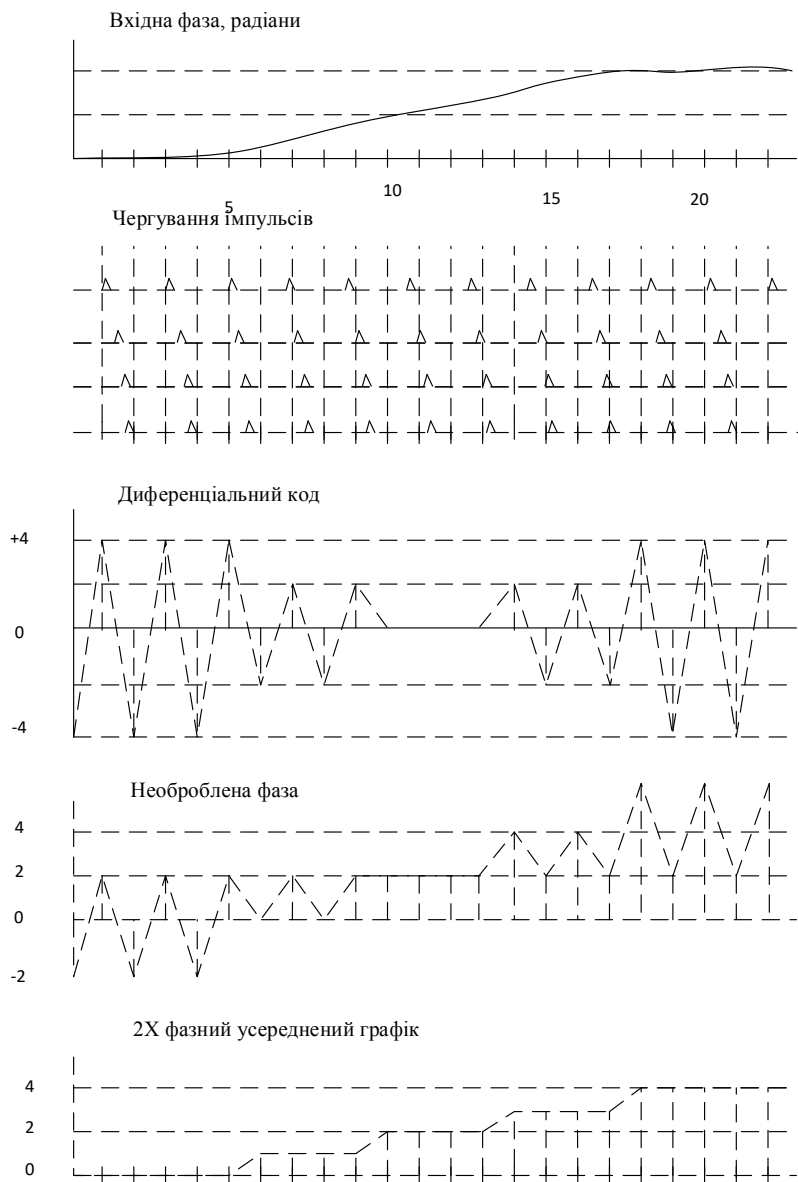 Вхідна фаза, радіани
5
10
15
20
Чергування імпульсів
Диференціальний код
+4
0
-4
Необроблена фаза
4
2
0
-2
2X фазний усереднений графік
4
2
0